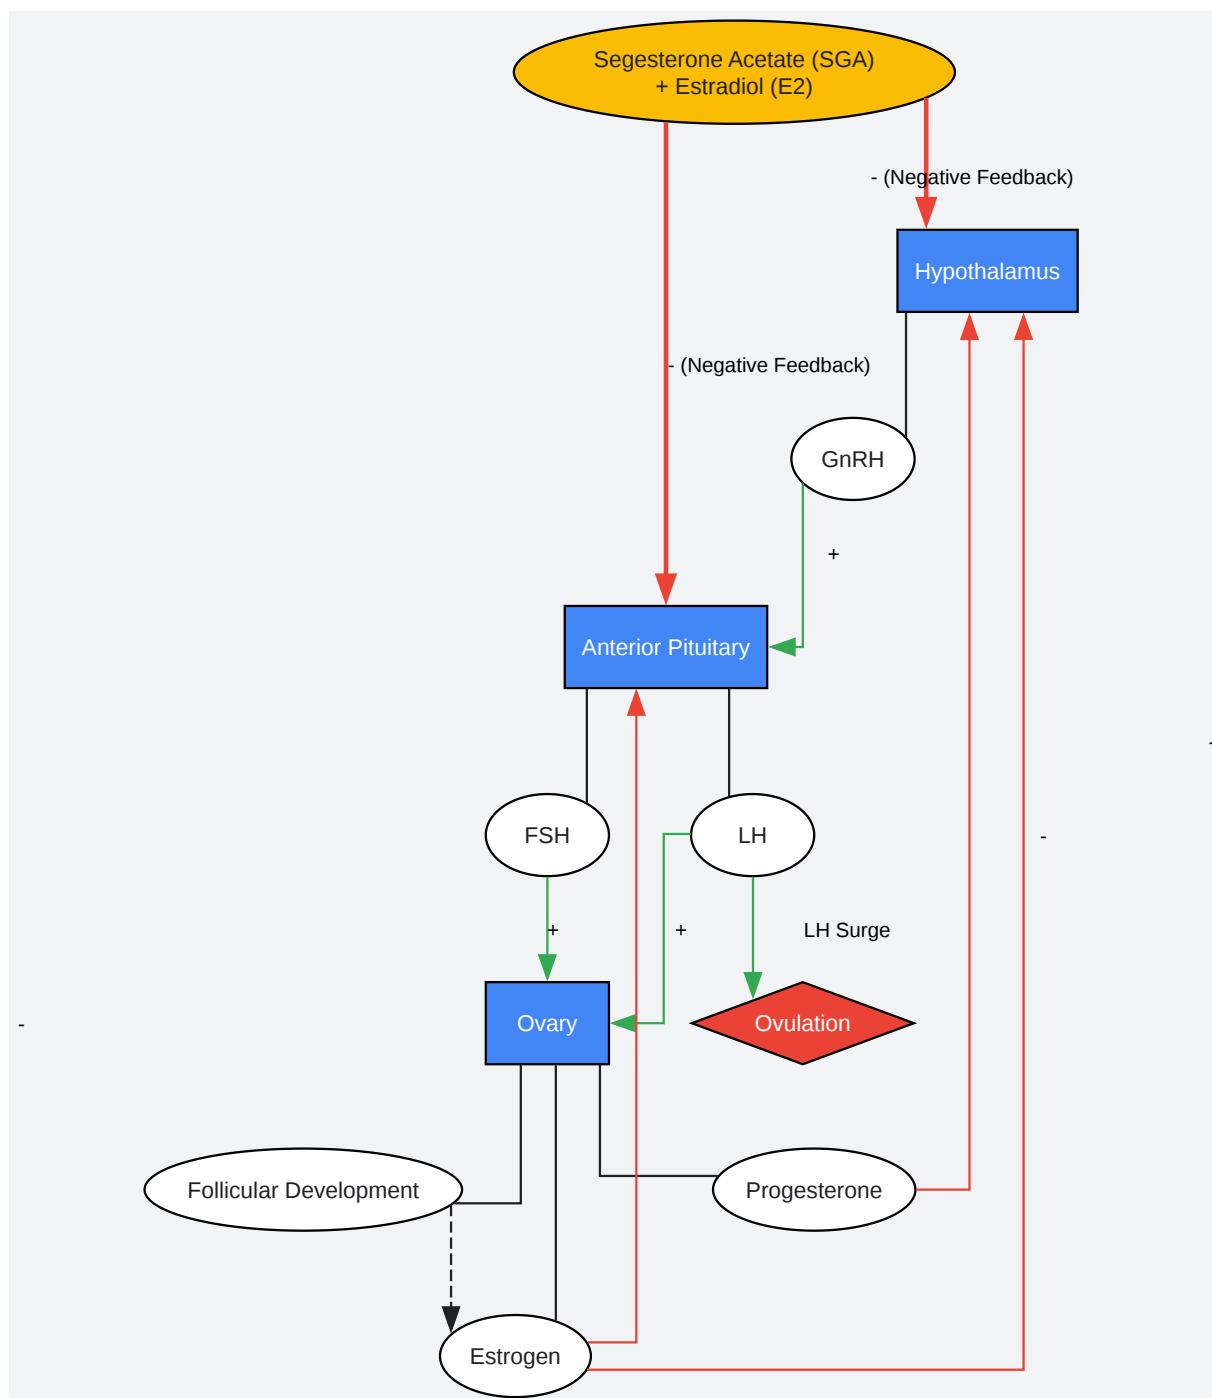 Segesterone Acetate (SGA)
+ Estradiol (E2)
- (Negative Feedback)
Hypothalamus
- (Negative Feedback)
GnRH
+
Anterior Pituitary
-
FSH
LH
-
+
+
LH Surge
Ovary
Ovulation
-
Follicular Development
Progesterone
Estrogen